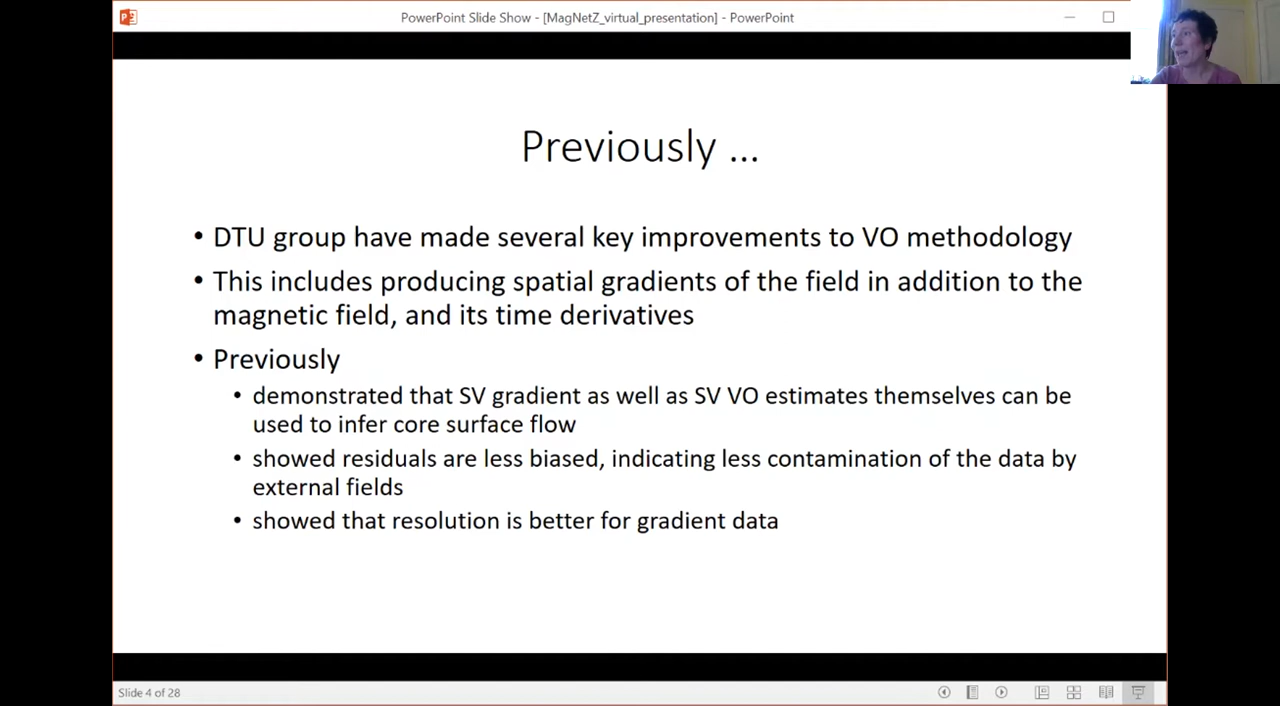 PowerPoint Slide Show - [MagNetZ_virtual_presentation] - PowerPoint
Previously ...
• DTU group have made several key improvements to VO methodology
• This includes producing spatial gradients of the field in addition to the
magnetic field, and its time derivatives
• Previously
• demonstrated that SV gradient as well as SV VO estimates themselves can be
used to infer core surface flow
• showed residuals are less biased, indicating less contamination of the data by
external fields
• showed that resolution is better for gradient data
Slide 4 of 28